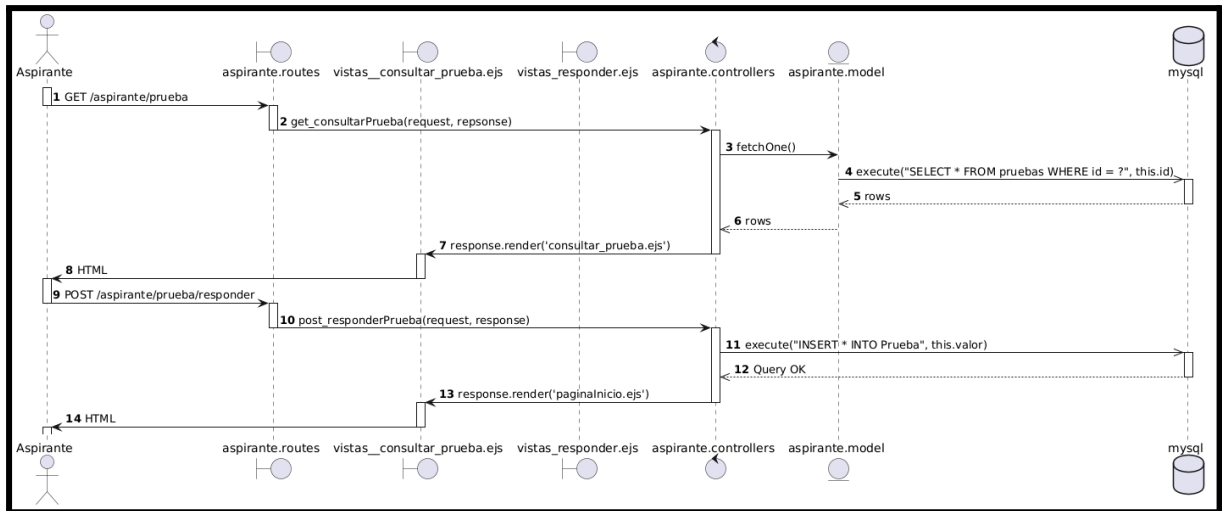 Aspirante
aspirante.routes
vistas__consultar_prueba.ejs
vistas_responder.ejs
aspirante.controllers
aspirante.model
mysql
1 GET /aspirante/prueba
2 get_consultarPrueba(request, repsonse)
3 fetchOne()
4 execute("SELECT * FROM pruebas WHERE id = ?", this.id)
5 rows
6 rows
7 response.render('consultar_prueba.ejs')
8 HTML
9 POST /aspirante/prueba/responder
10 post_responderPrueba(request, response)
11 execute("INSERT * INTO Prueba", this.valor)
12 Query OK
13 response.render('paginaInicio.ejs')
14 HTML
Aspirante
aspirante.routes
vistas__consultar_prueba.ejs
vistas_responder.ejs
aspirante.controllers
aspirante.model
mysql